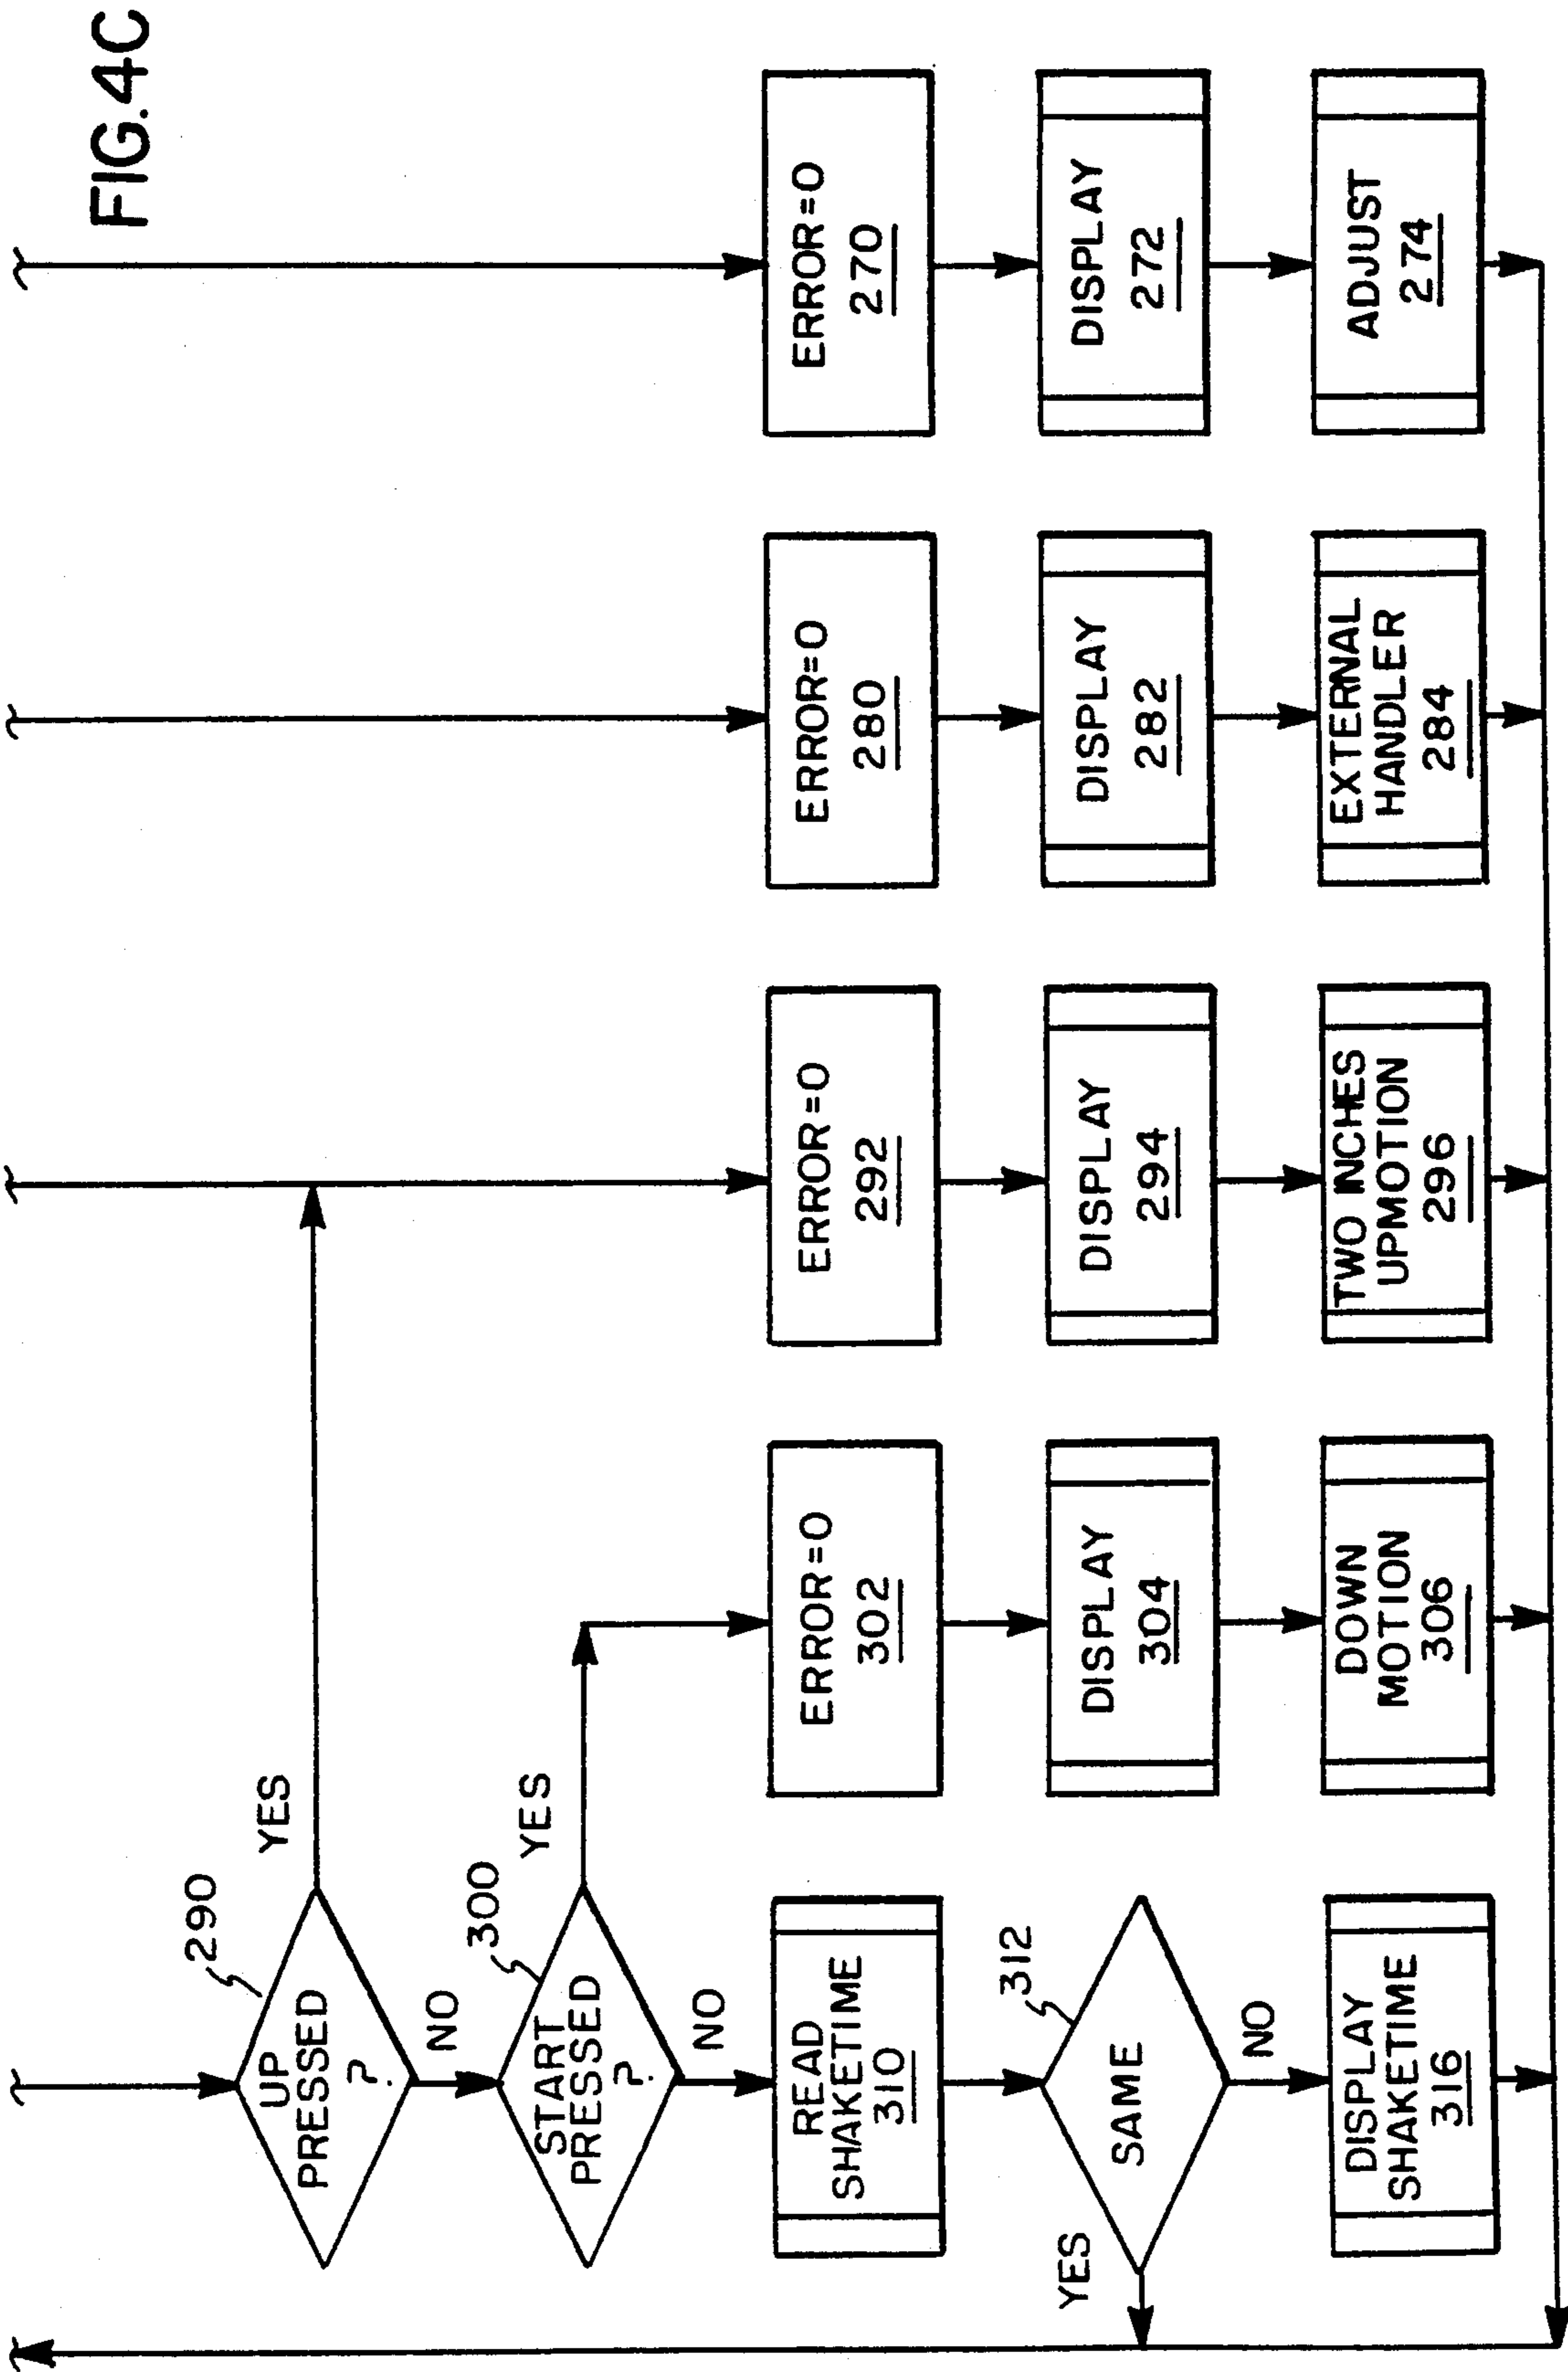 FIG.4C
290
UP
PRESSED
?
YES
NO
300
START
PRESSED
?
YES
NO
READ
SHAKETIME
310
ERROR=0
302
ERROR=0
292
ERROR=0
280
ERROR=0
270
312
SAME
YES
NO
DISPLAY
304
DISPLAY
294
DISPLAY
282
DISPLAY
272
DISPLAY
SHAKETIME
316
DOWN
MOTION
306
TWO INCHES
UPMOTION
296
EXTERNAL
HANDLER
284
ADJUST
274